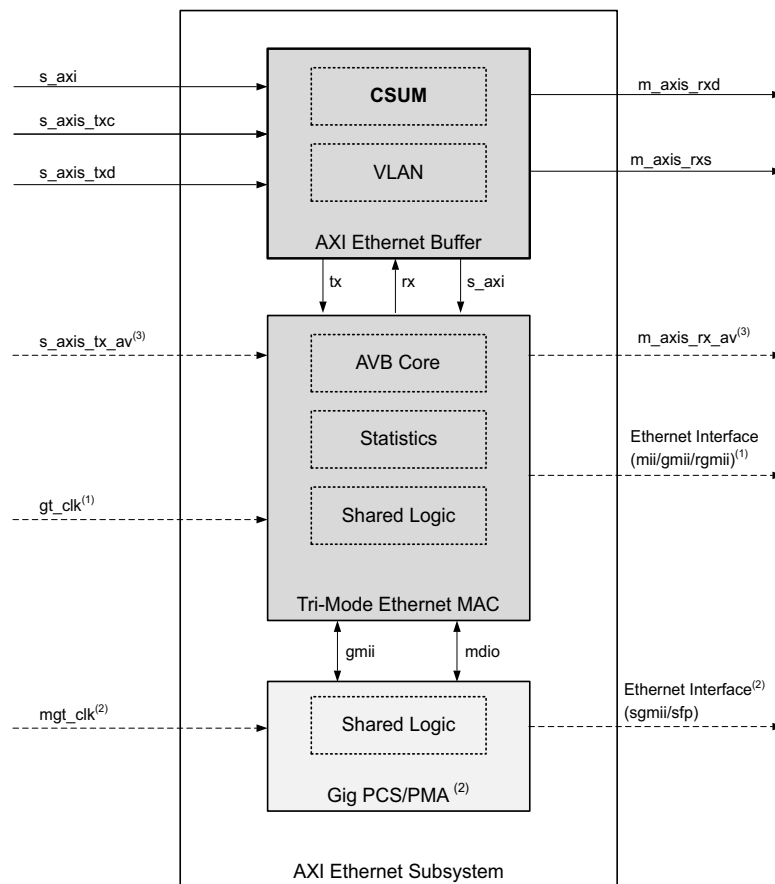 s_axi
CSUM
m_axis_rxd
s_axis_txc
s_axis_txd
VLAN
m_axis_rxs
AXI Ethernet Buffer
tx
rx
s_axi
s_axis_tx_av(3)
AVB Core
m_axis_rx_av(3)
Statistics
Ethernet Interface
(mii/gmii/rgmii)(1)
gt_clk(1)
Shared Logic
Tri-Mode Ethernet MAC
gmii
mdio
mgt_clk(2)
Shared Logic
Ethernet Interface(2)
(sgmii/sfp)
Gig PCS/PMA (2)
AXI Ethernet Subsystem